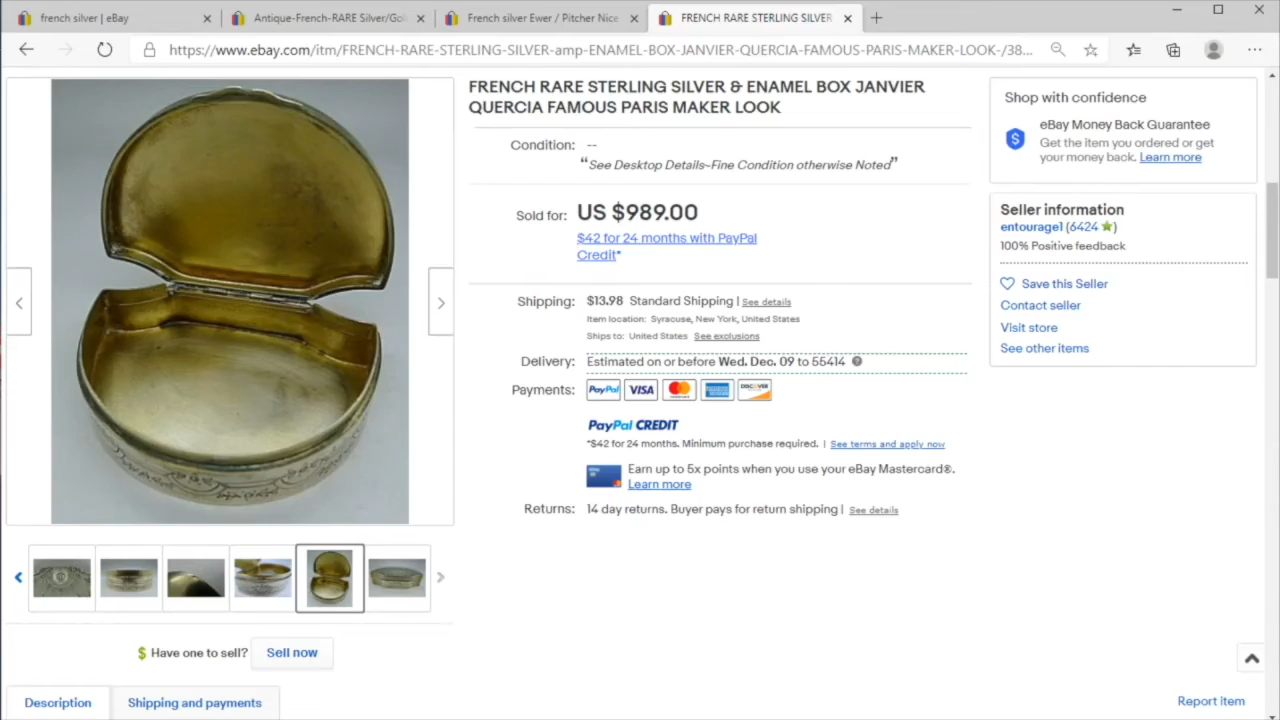 french silver | eBay
Antique-French-RARE Silver/Gol
French silver Ewer / Pitcher Nice
FRENCH RARE STERLING SILVER
https://www.ebay.com/itm/FRENCH-RARE-STERLING-SILVER-amp-ENAMEL-BOX-JANVIER-QUERCIA-FAMOUS-PARIS-MAKER-LOOK-/38...
FRENCH RARE STERLING SILVER & ENAMEL BOX JANVIER
QUERCIA FAMOUS PARIS MAKER LOOK
Condition: --
“See Desktop Details~Fine Condition otherwise Noted”
Sold for: US $989.00
$42 for 24 months with PayPal
Credit*
Shipping: $13.98 Standard Shipping | See details
Item location: Syracuse, New York, United States
Ships to: United States See exclusions
Delivery: Estimated on or before Wed. Dec. 09 to 55414
Payments: PayPal VISA MasterCard AMERICAN EXPRESS DISCOVER
PayPal CREDIT
*$42 for 24 months. Minimum purchase required. | See terms and apply now
Earn up to 5x points when you use your eBay Mastercard®.
Learn more
Returns: 14 day returns. Buyer pays for return shipping | See details
Shop with confidence
eBay Money Back Guarantee
Get the item you ordered or get
your money back. Learn more
Seller information
entourage1 (6424)
100% Positive feedback
Save this Seller
Contact seller
Visit store
See other items
$ Have one to sell? Sell now
Description
Shipping and payments
Report item